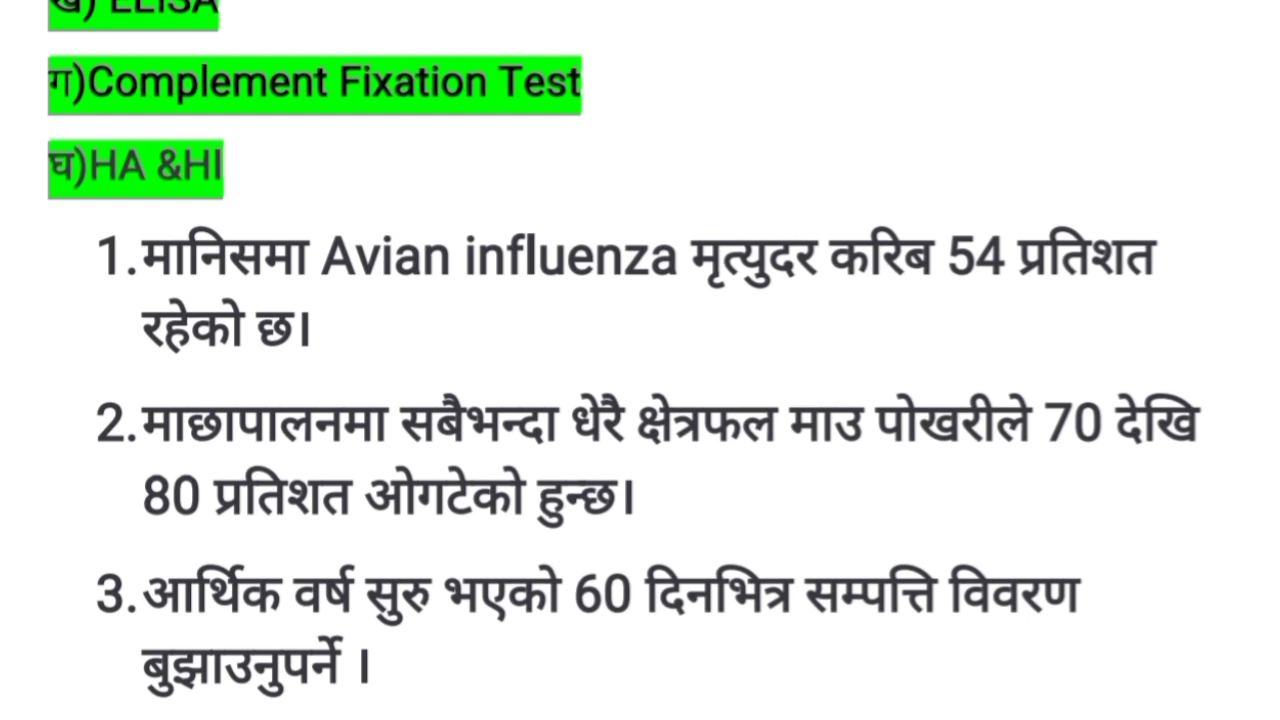 ख) ELISA
ग)Complement Fixation Test
घ)HA &HI
1.मानिसमा Avian influenza मृत्युदर करिब 54 प्रतिशत
रहेको छ।
2.माछापालनमा सबैभन्दा धेरै क्षेत्रफल माउ पोखरीले 70 देखि
80 प्रतिशत ओगटेको हुन्छ।
3.आर्थिक वर्ष सुरु भएको 60 दिनभित्र सम्पत्ति विवरण
बुझाउनुपर्ने ।